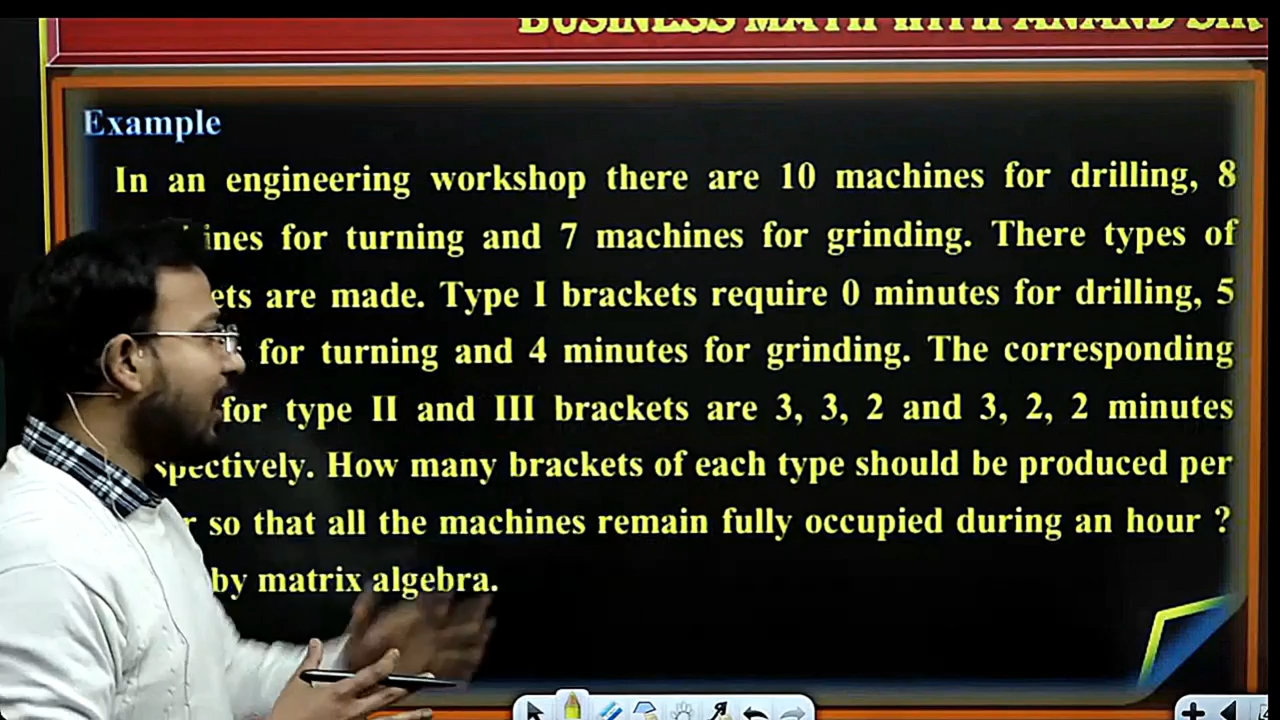 BUSINESS MATH WITH ANAND SIR
Example
In an engineering workshop there are 10 machines for drilling, 8
ines for turning and 7 machines for grinding. There types of
ets are made. Type I brackets require 0 minutes for drilling, 5
for turning and 4 minutes for grinding. The corresponding
for type II and III brackets are 3, 3, 2 and 3, 2, 2 minutes
spectively. How many brackets of each type should be produced per
r so that all the machines remain fully occupied during an hour ?
by matrix algebra.